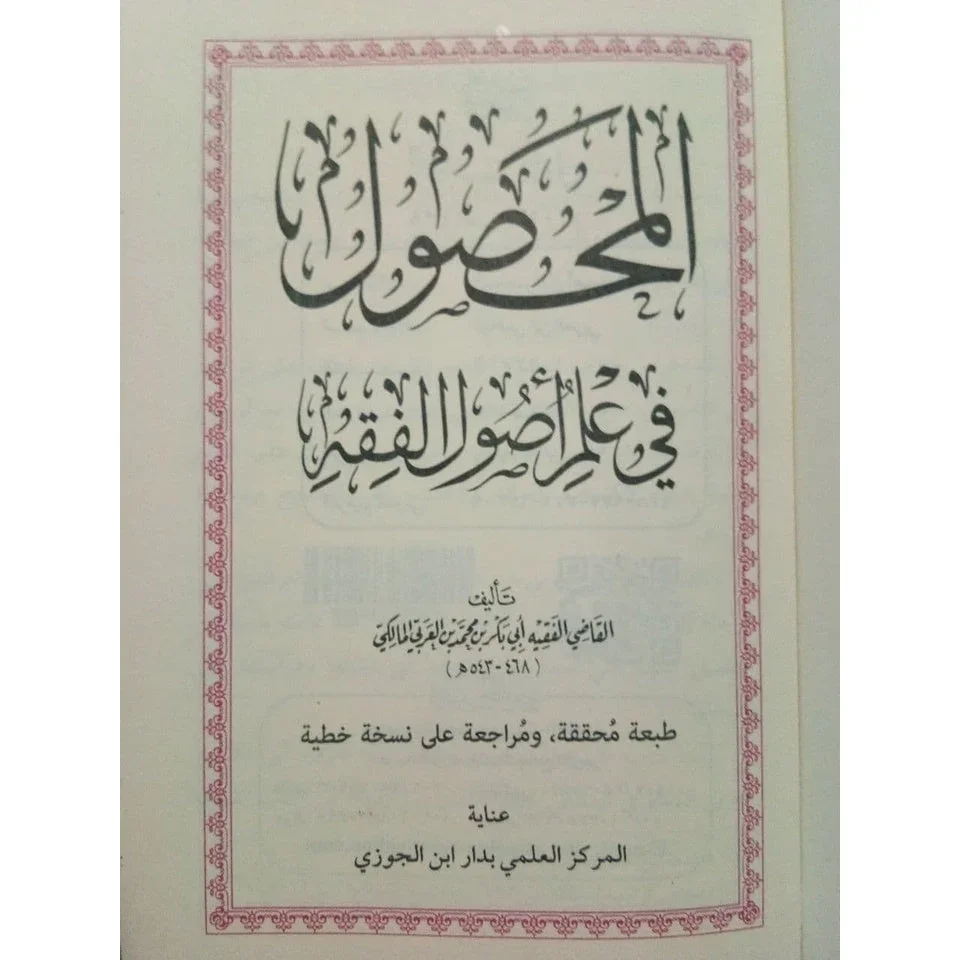 المحصول
في علم أصول الفقه
تأليف
القاضي الفقيه أبي بكر بن محمد بن العربي المالكي
(٤٦٨-٥٤٣ه)
طبعة مُحققة، ومُراجعة على نسخة خطية
عناية
المركز العلمي بدار ابن الجوزي